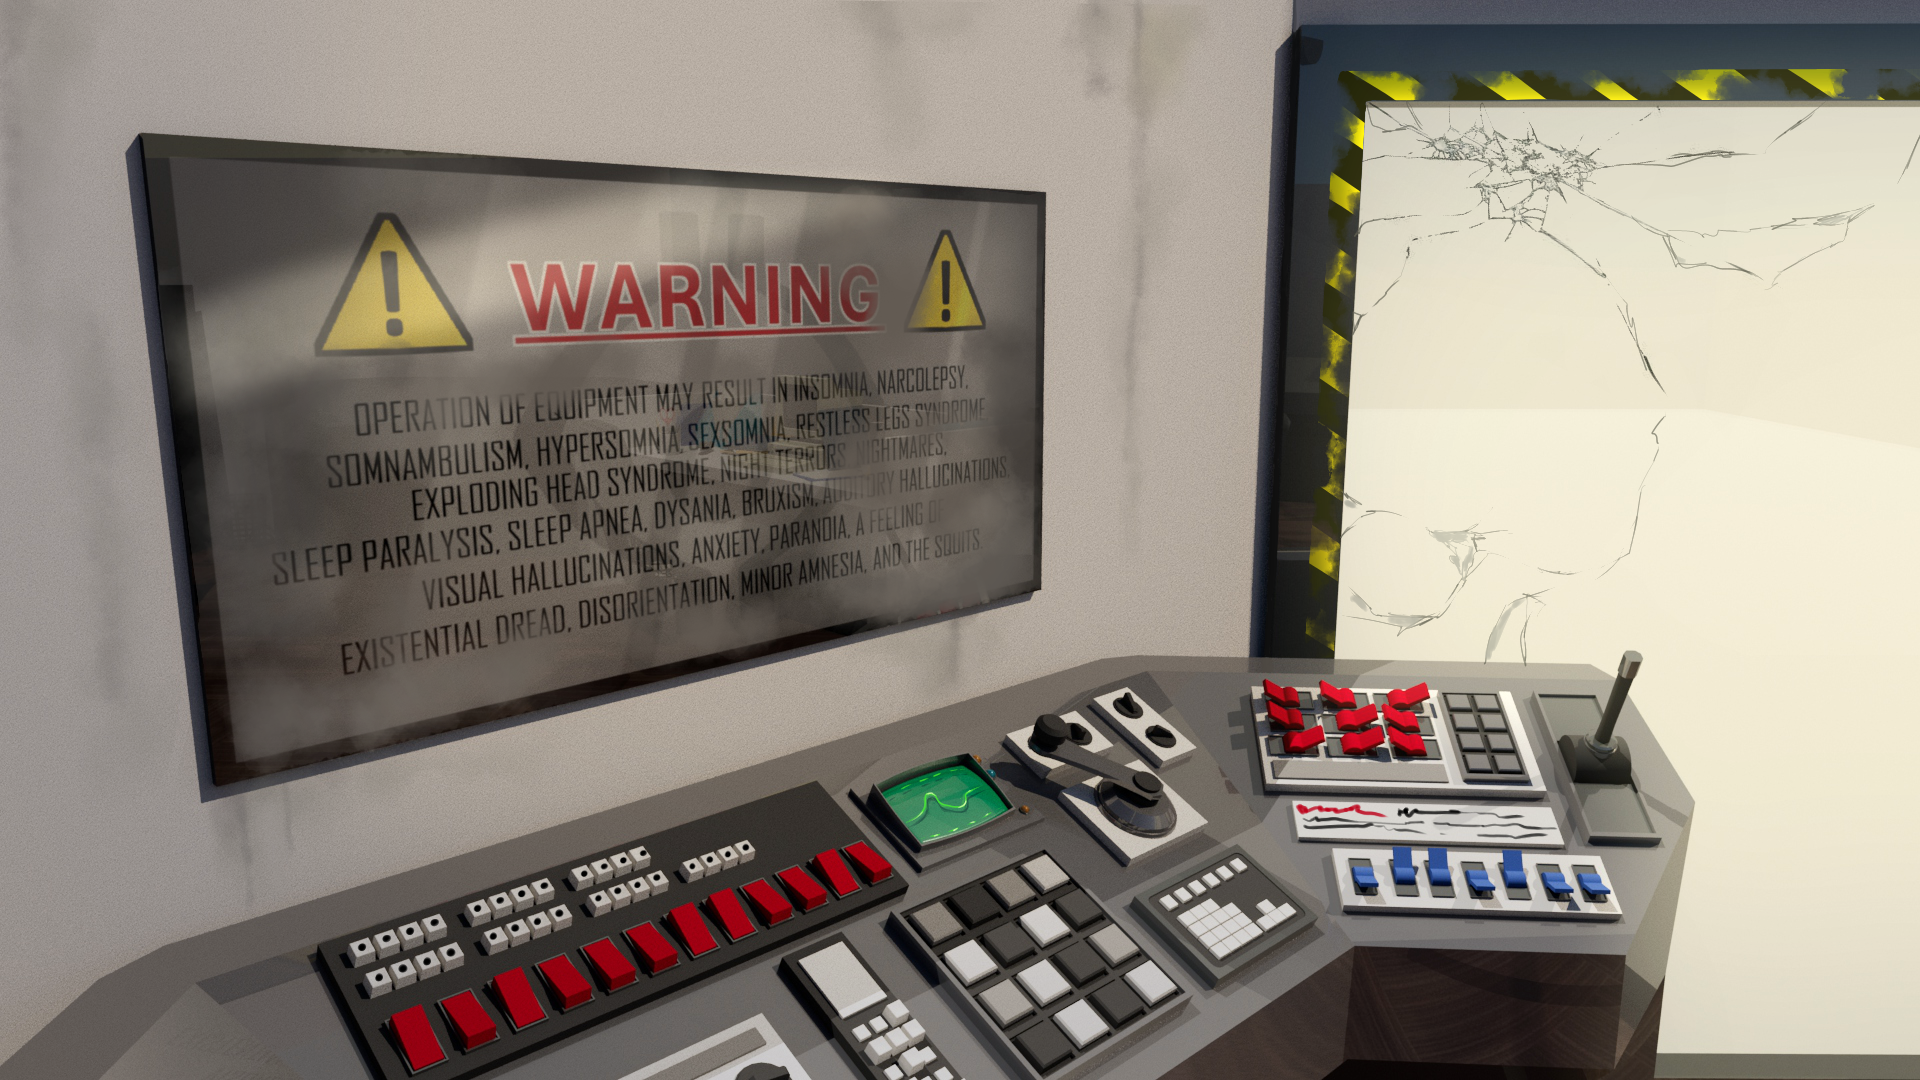 WARNING
OPERATION OF EQUIPMENT MAY RESULT IN INSOMNIA, NARCOLEPSY,
SOMNAMBULISM, HYPERSOMNIA, SEXSOMNIA, RESTLESS LEGS SYNDROME,
EXPLODING HEAD SYNDROME, NIGHT TERRORS, NIGHTMARES,
SLEEP PARALYSIS, SLEEP APNEA, DYSANIA, BRUXISM, AUDITORY HALLUCINATIONS,
VISUAL HALLUCINATIONS, ANXIETY, PARANOIA, A FEELING OF
EXISTENTIAL DREAD, DISORIENTATION, MINOR AMNESIA, AND THE SQUITS.